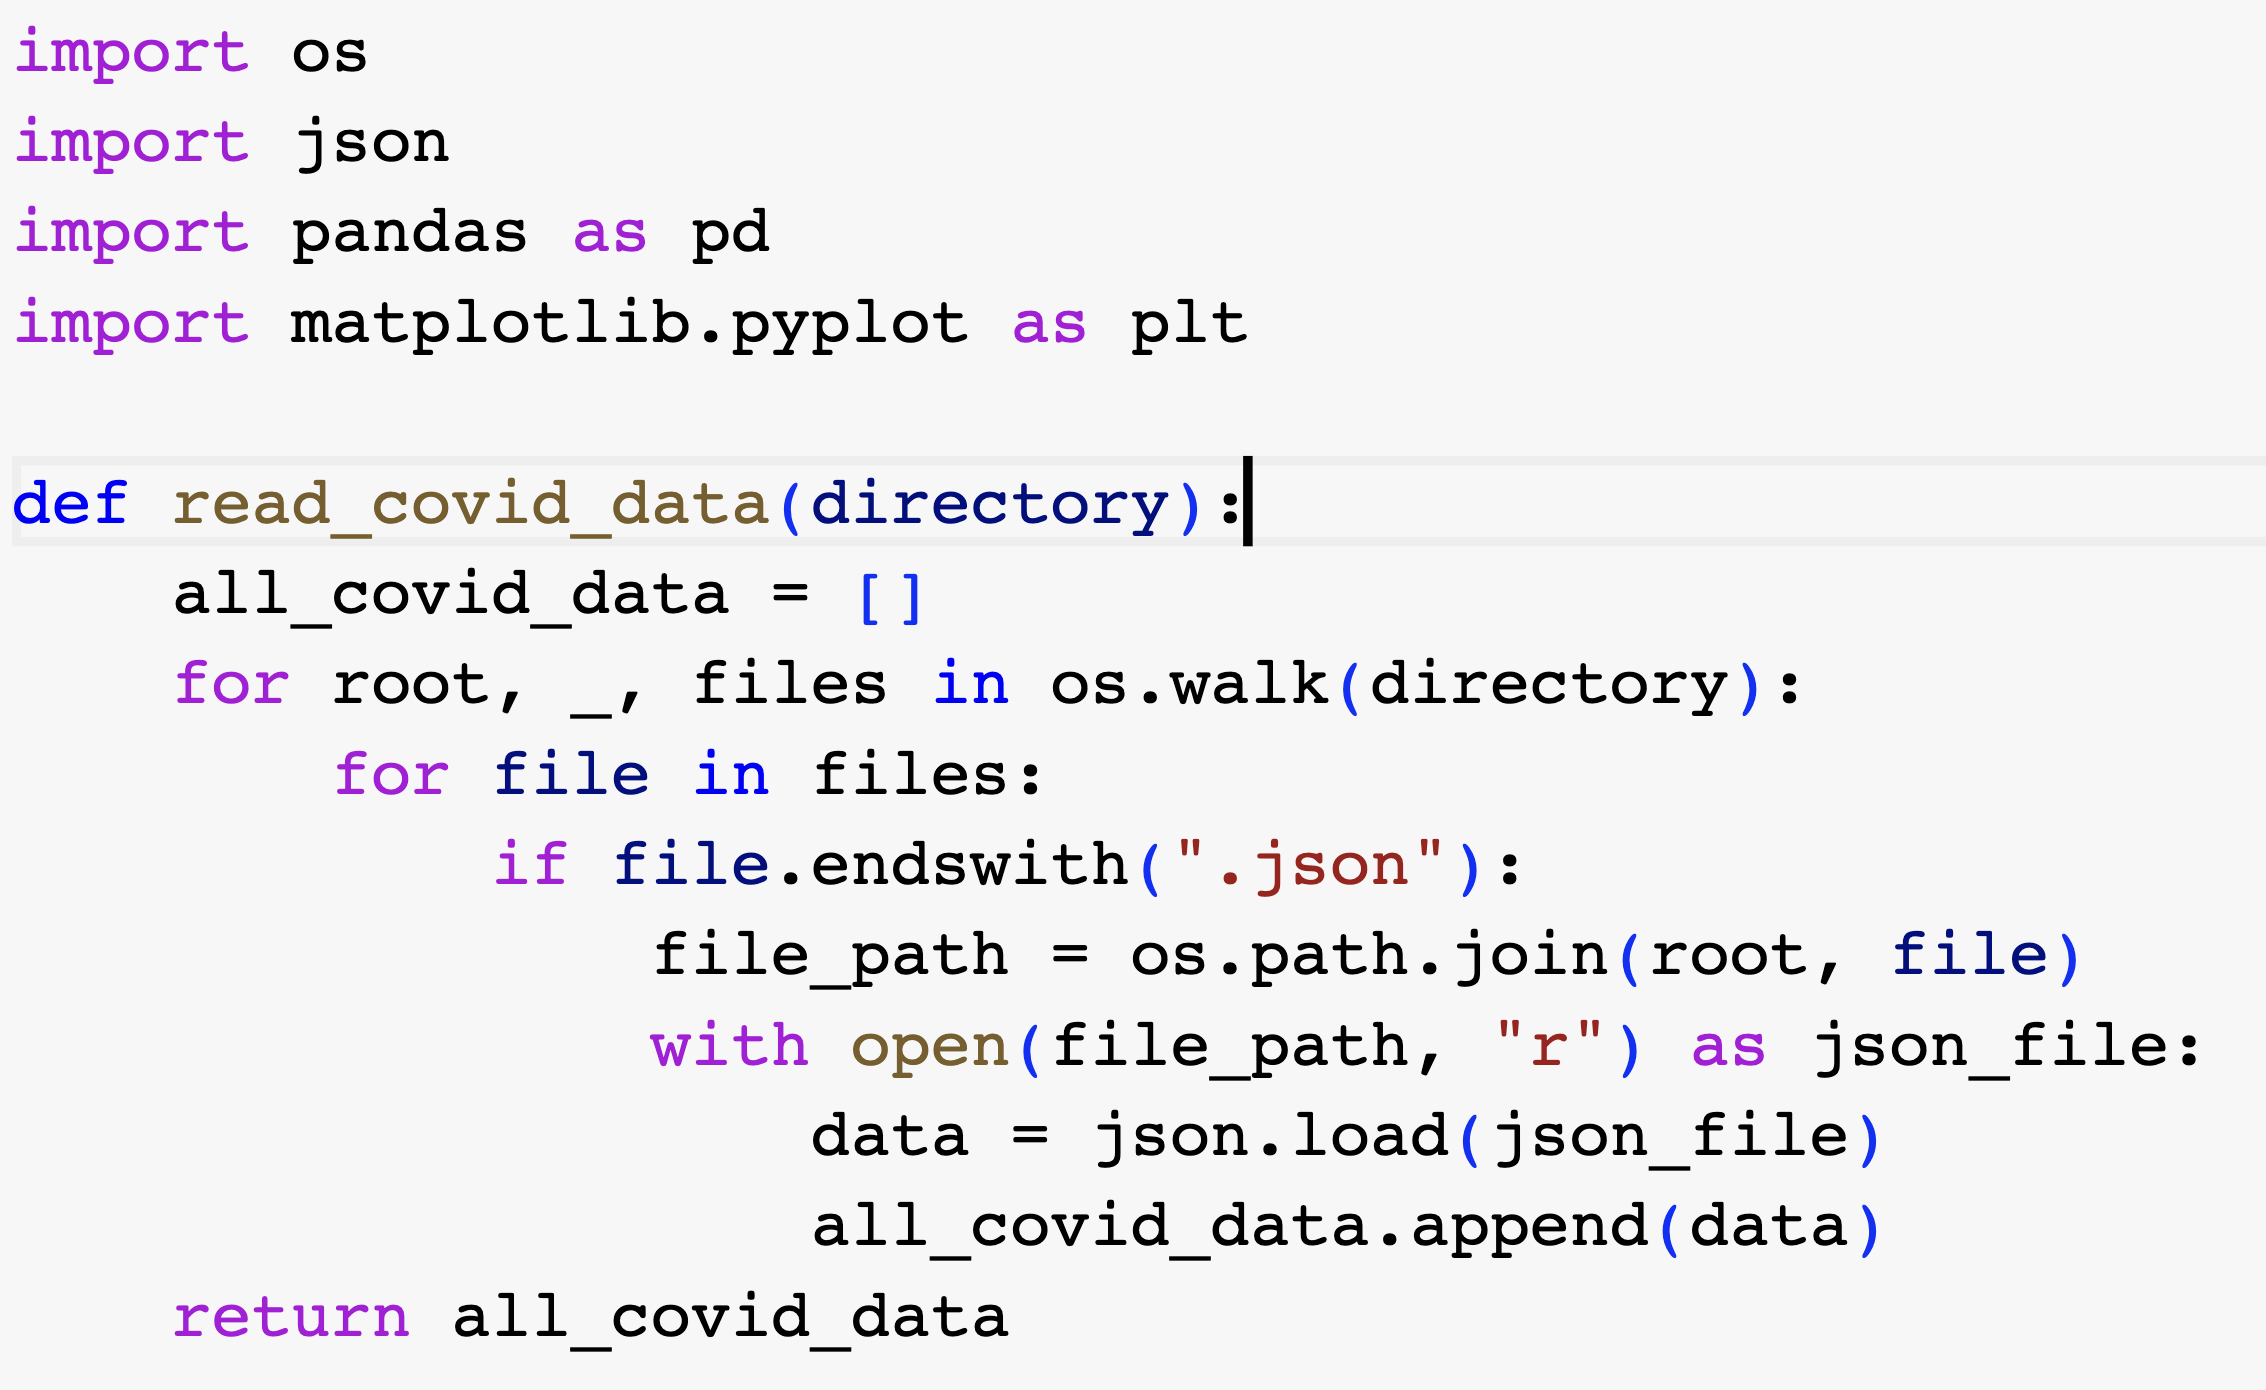 import os
import json
import pandas as pd
import matplotlib.pyplot as plt

def read_covid_data(directory):
    all_covid_data = []
    for root, _, files in os.walk(directory):
        for file in files:
            if file.endswith(".json"):
                file_path = os.path.join(root, file)
                with open(file_path, "r") as json_file:
                    data = json.load(json_file)
                    all_covid_data.append(data)
    return all_covid_data